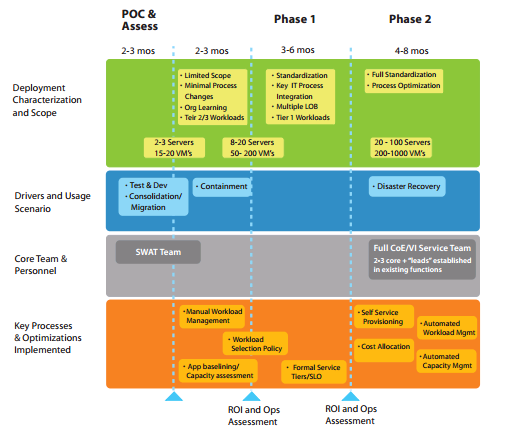 POC &
Assess
Phase 1
Phase 2
2-3 mos
2-3 mos
3-6 mos
4-8 mos
Deployment
Characterization
and Scope
• Limited Scope
• Minimal Process
Changes
• Org Learning
• Teir 2/3 Workloads
• Standardization
• Key IT Process
Integration
• Multiple LOB
• Tier 1 Workloads
• Full Standardization
• Process Optimization
2-3 Servers
15-20 VM's
8-20 Servers
50- 200 VM's
20 - 100 Servers
200-1000 VM's
Drivers and Usage
Scenario
• Test & Dev
• Consolidation/
Migration
• Containment
• Disaster Recovery
Core Team &
Personnel
SWAT Team
Full CoE/VI Service Team
2-3 core + "leads" established
in existing functions
Key Processes
& Optimizations
Implemented
• Manual Workload
Management
• Workload
Selection Policy
• App baselining/
Capacity assessment
• Formal Service
Tiers/SLO
• Self Service
Provisioning
• Automated
Workload Mgmt
• Cost Allocation
• Automated
Capacity Mgmt
ROI and Ops
Assessment
ROI and Ops
Assessment